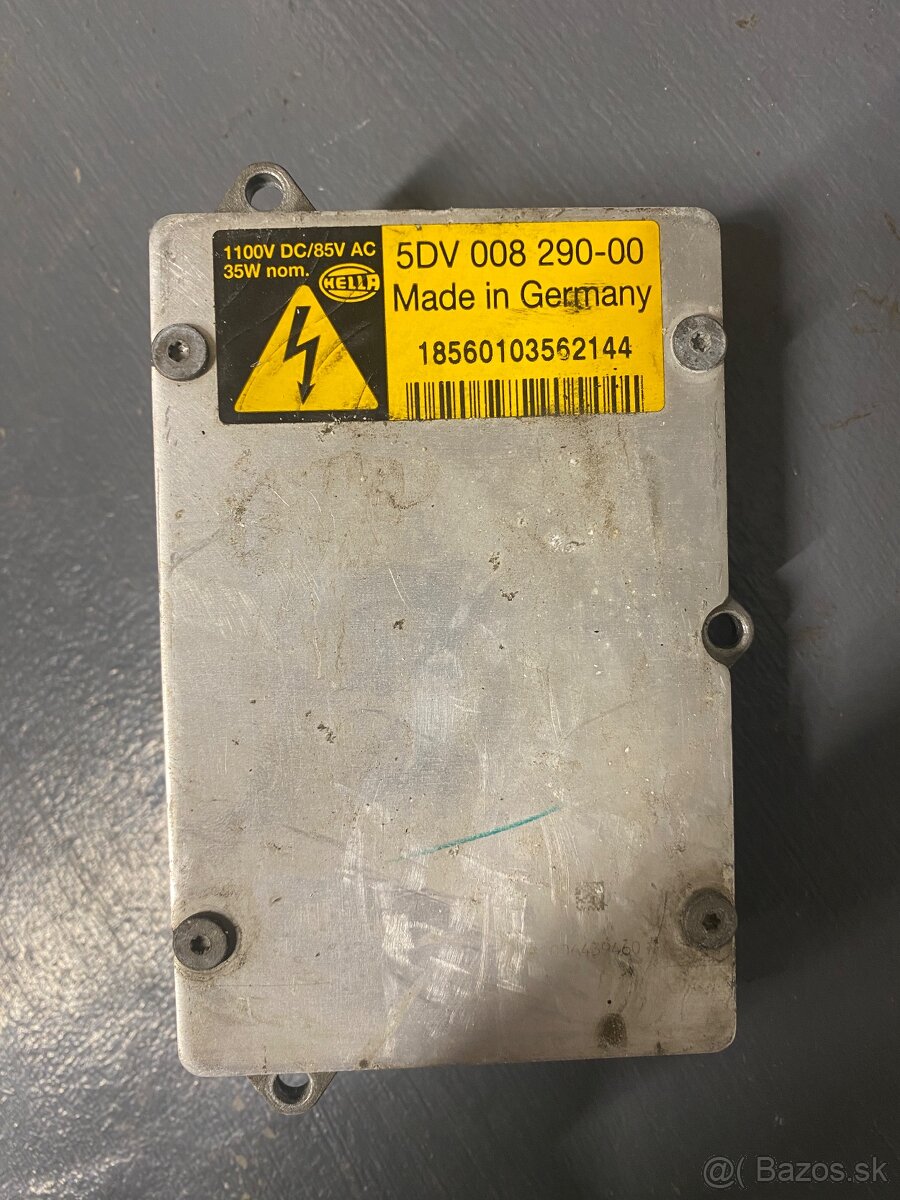 1100V DC/85V AC
35W nom.
HELLA
5DV 008 290-00
Made in Germany
18560103562144
@( Bazos.sk